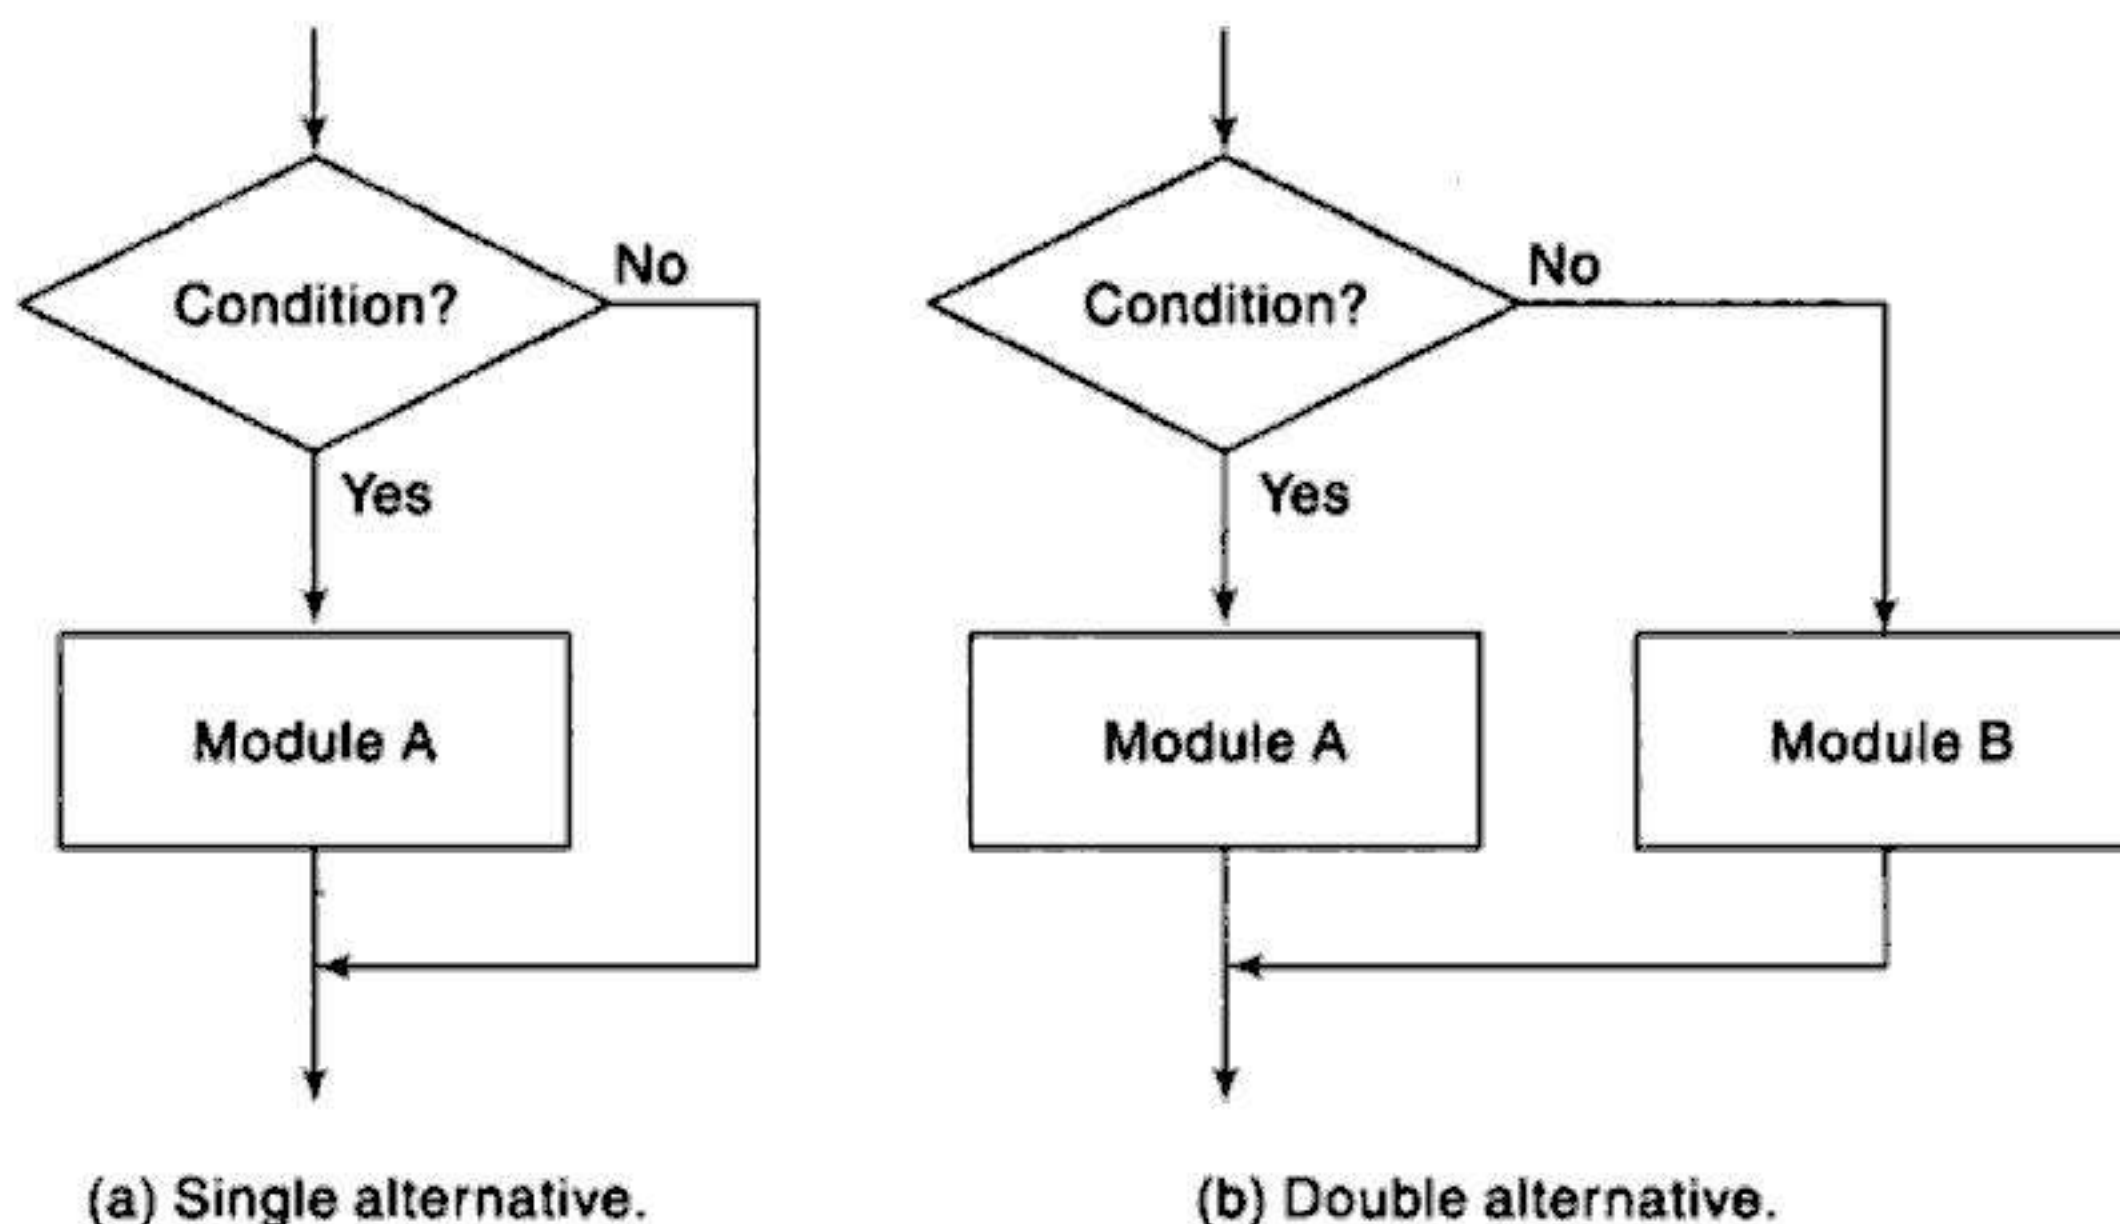 Condition?
No
Yes
Module A
(a) Single alternative.
Condition?
No
Yes
Module A
Module B
(b) Double alternative.